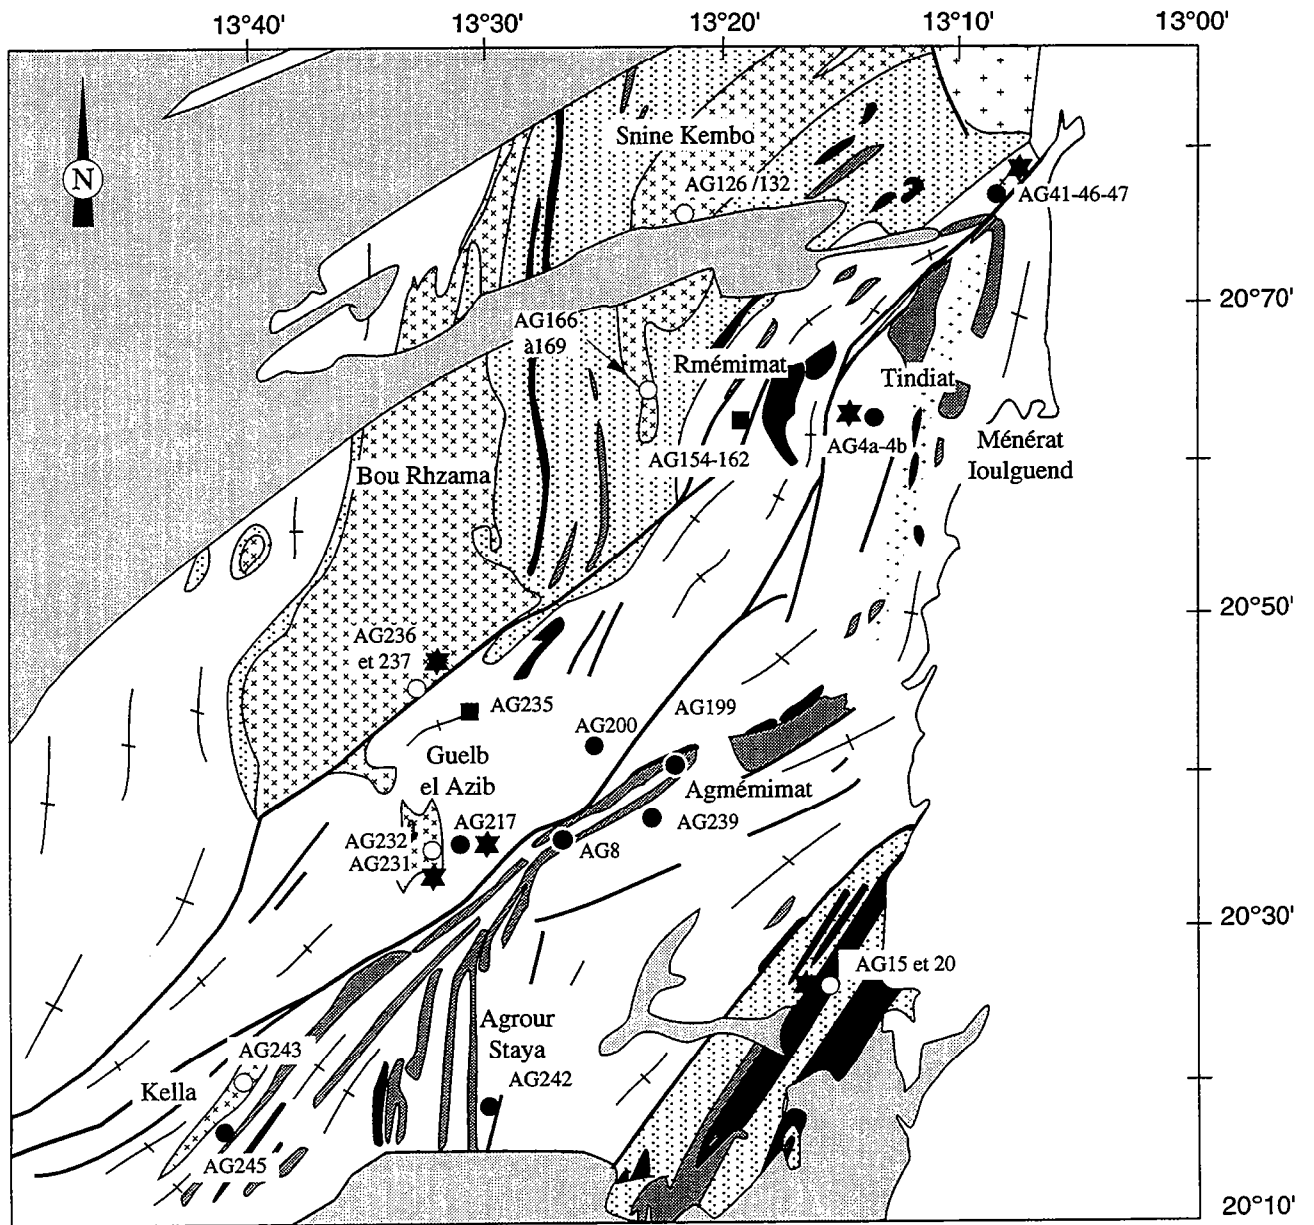 13°40'
13°30'
13°20'
13°10'
13°00'
N
Snine Kembo
AG126 /132
AG41-46-47
20°70'
AG166
a169
Rmémimat
Tindiat
AG4a-4b
Ménérat
Ioulguend
AG154-162
Bou Rhzama
20°50'
AG236
et 237
AG235
AG199
AG200
Guelb
el Azib
Agmémimat
AG232
AG217
AG239
AG231
AG8
20°30'
AG15 et 20
Agrour
Staya
AG243
AG242
Kella
AG245
20°10'